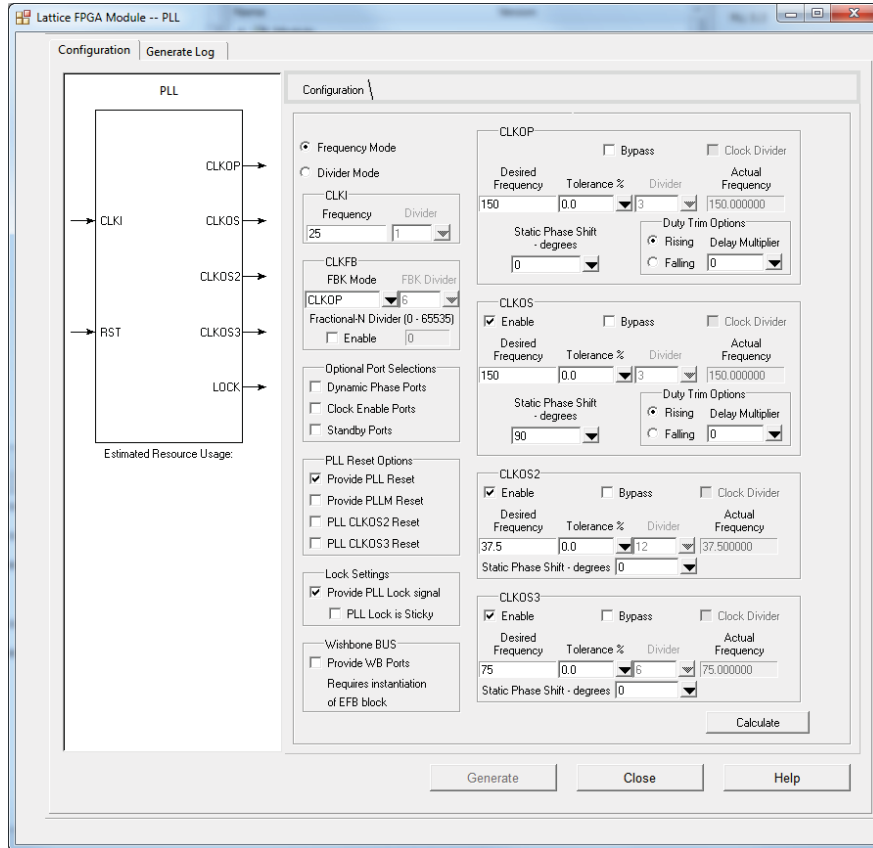 Lattice FPGA Module -- PLL
Configuration
Generate Log
PLL
CLKI
RST
CLKOP
CLKOS
CLKOS2
CLKOS3
LOCK
Estimated Resource Usage:
Configuration
Frequency Mode
Divider Mode
CLKI
Frequency Divider
25 1
CLKFB
FBK Mode FBK Divider
CLKOP 6
Fractional-N Divider (0 - 65535)
Enable 0
Optional Port Selections
Dynamic Phase Ports
Clock Enable Ports
Standby Ports
PLL Reset Options
Provide PLL Reset
Provide PLLM Reset
PLL CLKOS2 Reset
PLL CLKOS3 Reset
Lock Settings
Provide PLL Lock signal
PLL Lock is Sticky
Wishbone BUS
Provide WB Ports
Requires instantiation
of EFB block
CLKOP
Bypass Clock Divider
Desired Frequency Tolerance % Divider Actual Frequency
150 0.0 3 150.000000
Static Phase Shift
- degrees
0
Duty Trim Options
Rising Delay Multiplier
Falling 0
CLKOS
Enable Bypass Clock Divider
Desired Frequency Tolerance % Divider Actual Frequency
150 0.0 3 150.000000
Static Phase Shift
- degrees
90
Duty Trim Options
Rising Delay Multiplier
Falling 0
CLKOS2
Enable Bypass Clock Divider
Desired Frequency Tolerance % Divider Actual Frequency
37.5 0.0 12 37.500000
Static Phase Shift - degrees 0
CLKOS3
Enable Bypass Clock Divider
Desired Frequency Tolerance % Divider Actual Frequency
75 0.0 6 75.000000
Static Phase Shift - degrees 0
Calculate
Generate Close Help